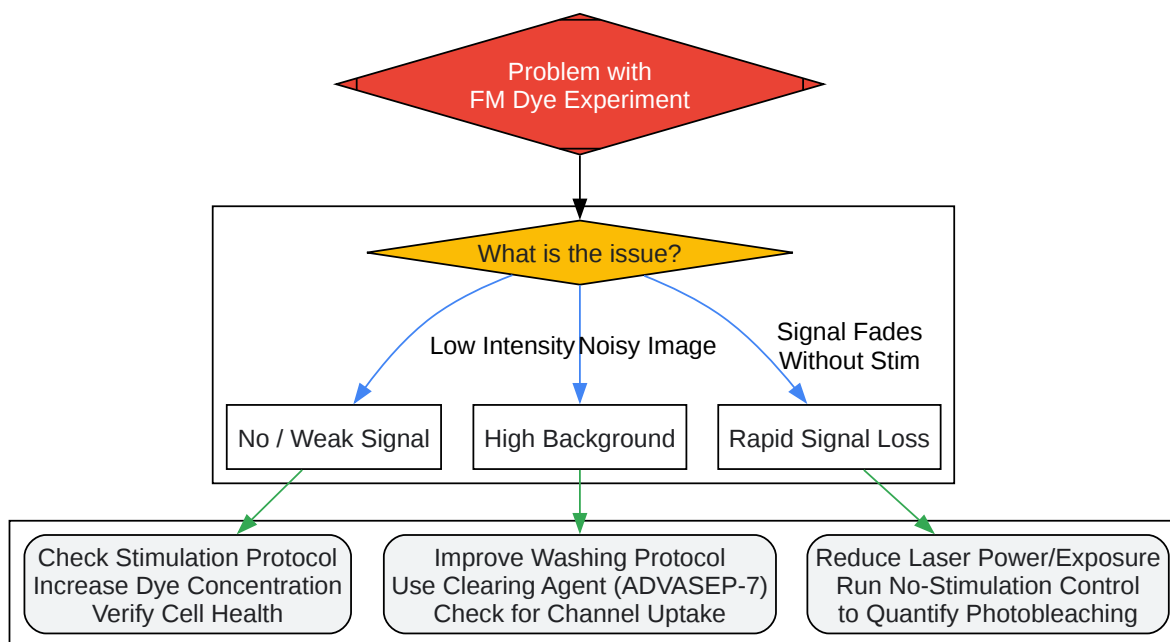 Problem with
FM Dye Experiment
What is the issue?
Low Intensity
Noisy Image
Signal Fades
Without Stim
No / Weak Signal
High Background
Rapid Signal Loss
Check Stimulation Protocol
Increase Dye Concentration
Verify Cell Health
Improve Washing Protocol
Use Clearing Agent (ADVASEP-7)
Check for Channel Uptake
Reduce Laser Power/Exposure
Run No-Stimulation Control
to Quantify Photobleaching